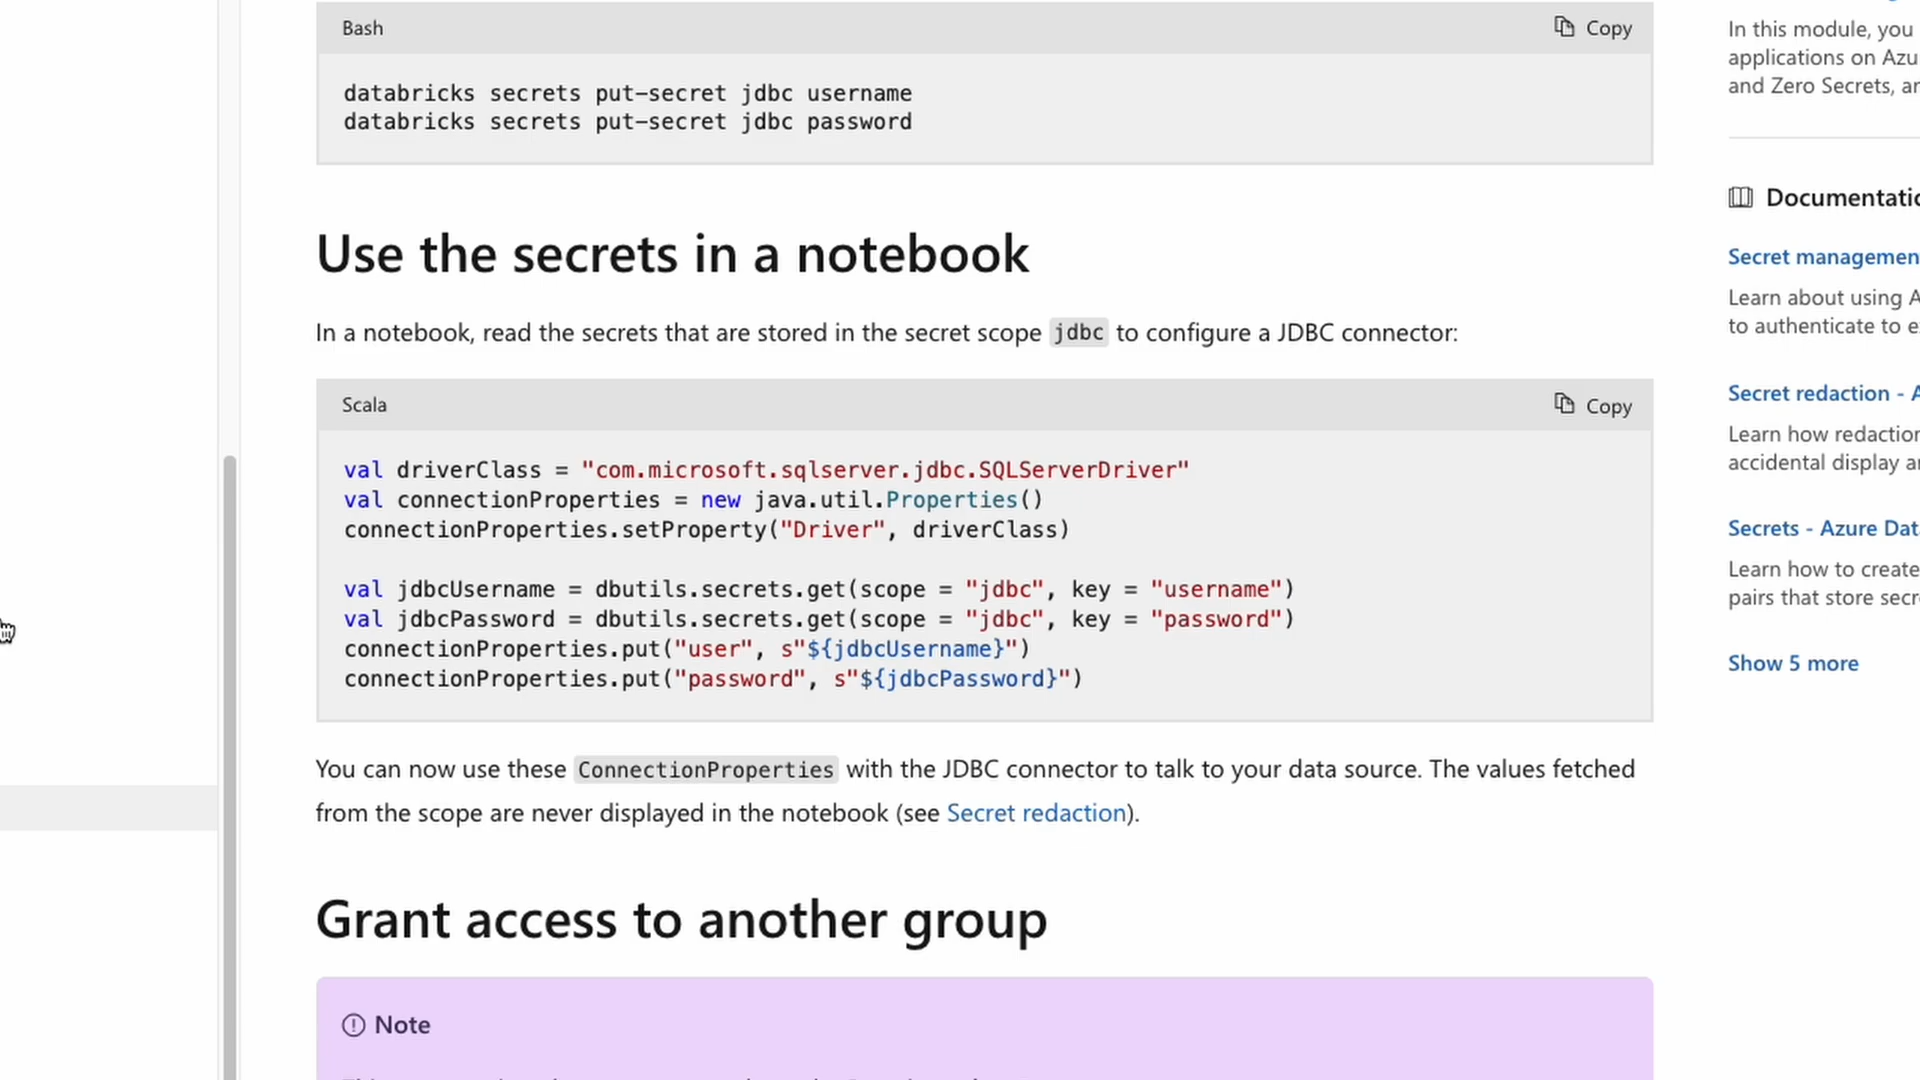 Bash
Copy
databricks secrets put-secret jdbc username
databricks secrets put-secret jdbc password
Use the secrets in a notebook
In a notebook, read the secrets that are stored in the secret scope jdbc to configure a JDBC connector:
Scala
Copy
val driverClass = "com.microsoft.sqlserver.jdbc.SQLServerDriver"
val connectionProperties = new java.util.Properties()
connectionProperties.setProperty("Driver", driverClass)
val jdbcUsername = dbutils.secrets.get(scope = "jdbc", key = "username")
val jdbcPassword = dbutils.secrets.get(scope = "jdbc", key = "password")
connectionProperties.put("user", s"${jdbcUsername}")
connectionProperties.put("password", s"${jdbcPassword}")
You can now use these ConnectionProperties with the JDBC connector to talk to your data source. The values fetched
from the scope are never displayed in the notebook (see Secret redaction).
Grant access to another group
Note
In this module, you
applications on Azu
and Zero Secrets, an
Documentatio
Secret managemen
Learn about using A
to authenticate to e
Secret redaction - A
Learn how redaction
accidental display a
Secrets - Azure Dat
Learn how to create
pairs that store secr
Show 5 more